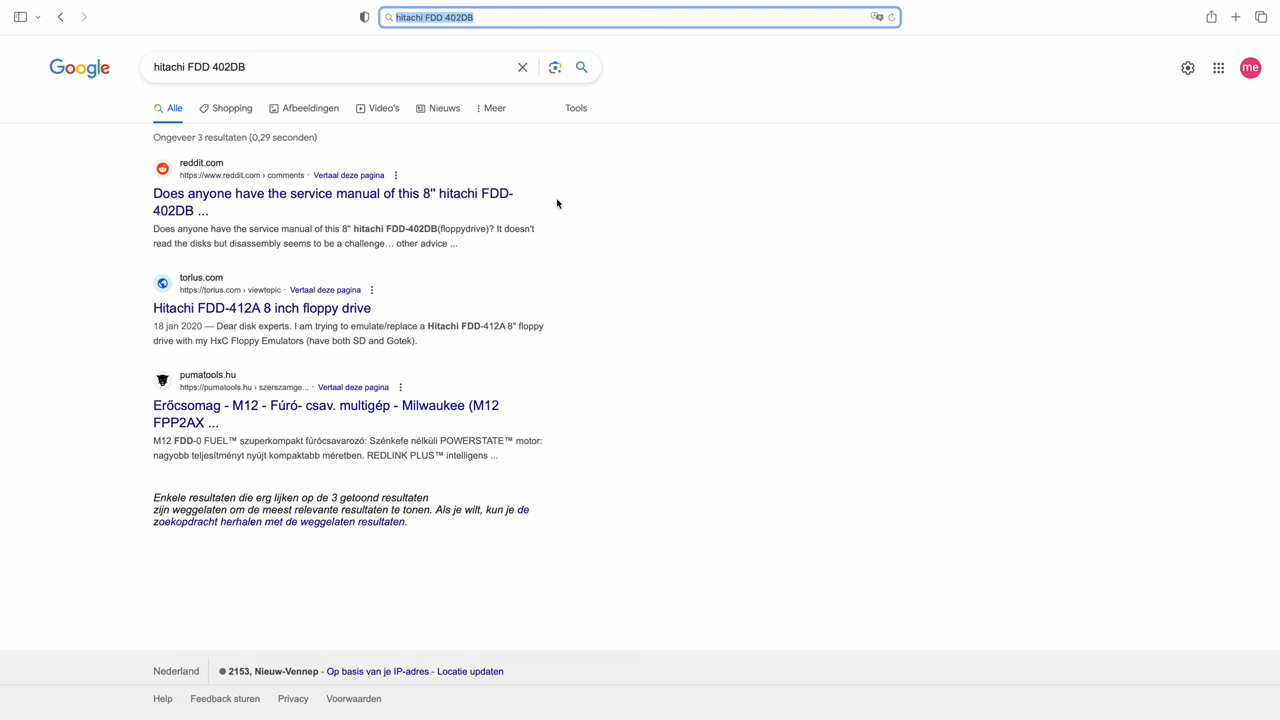 hitachi FDD 402DB
Google
hitachi FDD 402DB
me
Alle
Shopping
Afbeeldingen
Video's
Nieuws
Meer
Tools
Ongeveer 3 resultaten (0,29 seconden)
reddit.com
https://www.reddit.com › comments · Vertaal deze pagina
Does anyone have the service manual of this 8" hitachi FDD-
402DB ...
Does anyone have the service manual of this 8" hitachi FDD-402DB(floppydrive)? It doesn't
read the disks but disassembly seems to be a challenge… other advice ...
torlus.com
https://torlus.com › viewtopic · Vertaal deze pagina
Hitachi FDD-412A 8 inch floppy drive
18 jan 2020 — Dear disk experts. I am trying to emulate/replace a Hitachi FDD-412A 8" floppy
drive with my HxC Floppy Emulators (have both SD and Gotek).
pumatools.hu
https://pumatools.hu › szerszamge... · Vertaal deze pagina
Erőcsomag - M12 - Fúró- csav. multigép - Milwaukee (M12
FPP2AX ...
M12 FDD-0 FUEL™ szuperkompakt fúrócsavarozó: Szénkefe nélküli POWERSTATE™ motor:
nagyobb teljesítményt nyújt kompaktabb méretben. REDLINK PLUS™ intelligens ...
Enkele resultaten die erg lijken op de 3 getoond resultaten
zijn weggelaten om de meest relevante resultaten te tonen. Als je wilt, kun je de
zoekopdracht herhalen met de weggelaten resultaten.
Nederland
2153, Nieuw-Vennep - Op basis van je IP-adres - Locatie updaten
Help
Feedback sturen
Privacy
Voorwaarden